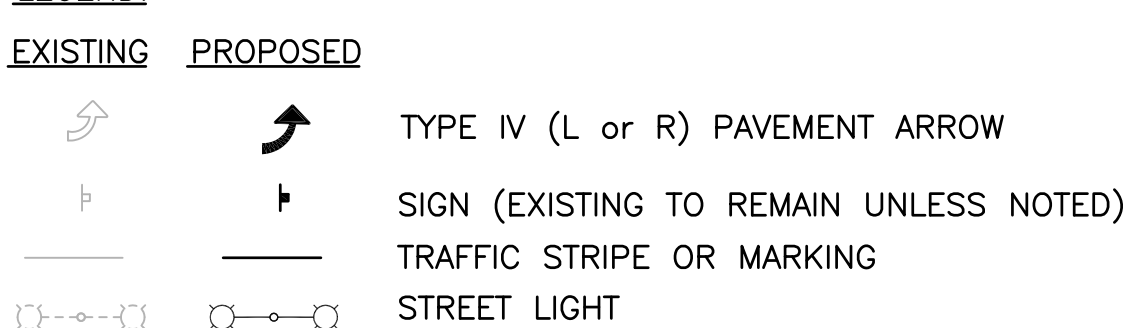 EXISTING PROPOSED
TYPE IV (L or R) PAVEMENT ARROW
SIGN (EXISTING TO REMAIN UNLESS NOTED)
TRAFFIC STRIPE OR MARKING
STREET LIGHT